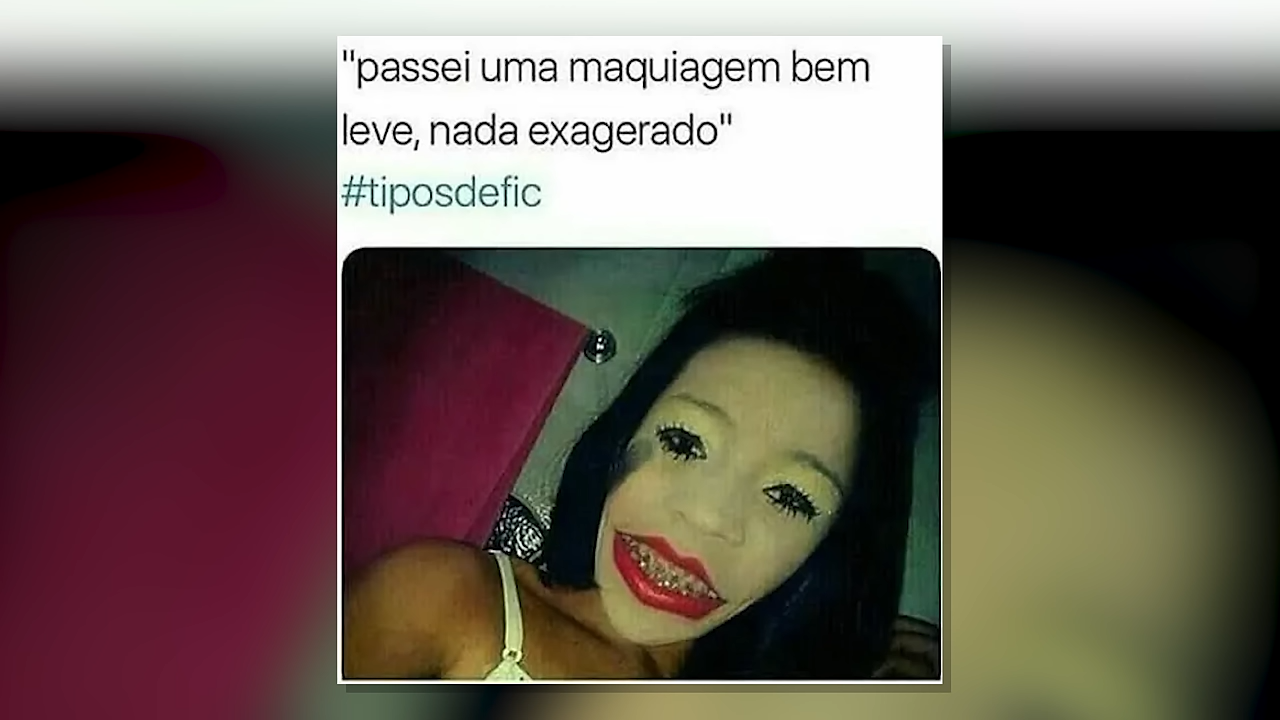 "passei uma maquiagem bem
leve, nada exagerado"
#tiposdefic